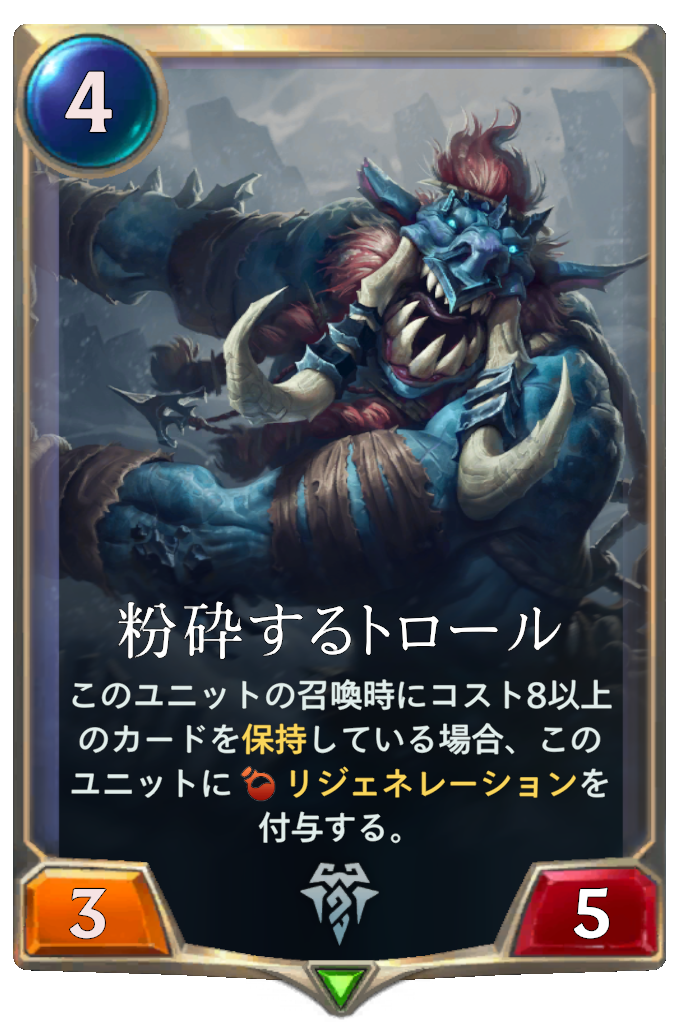 4
粉砕するトロール
このユニットの召喚時にコスト8以上
のカードを保持している場合、この
ユニットに リジェネレーションを
付与する。
3
5